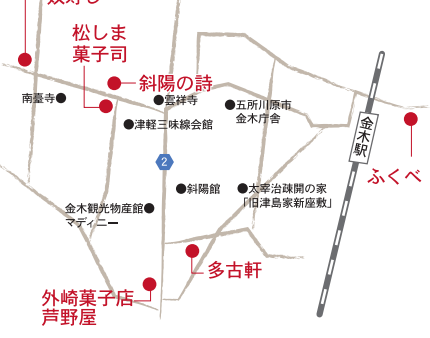 松しま
菓子司
斜陽の詩
南臺寺
雲祥寺
五所川原市
金木庁舎
津軽三味線会館
金木駅
2
ふくべ
斜陽館
太宰治疎開の家
「旧津島家新座敷」
金木観光物産館
マディニー
多古軒
外崎菓子店
芦野屋